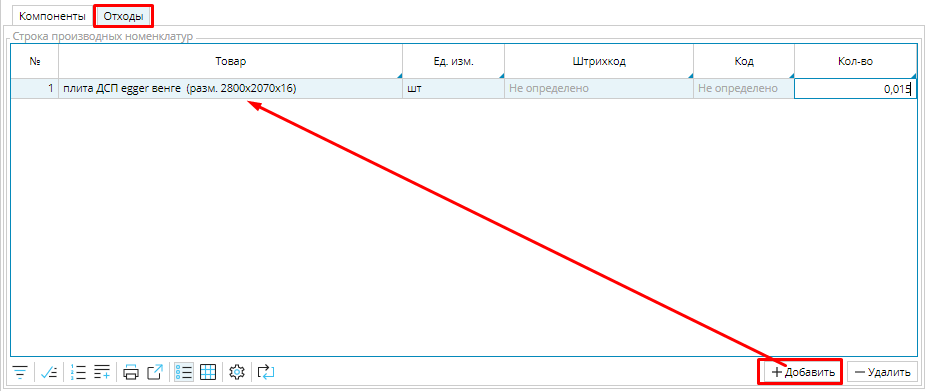 Компоненты Отходы
Строка производных номенклатур
№ Товар Ед. изм. Штрихкод Код Кол-во
1 плита ДСП egger венге (разм. 2800x2070x16) шт Не определено Не определено 0,015
+ Добавить — Удалить